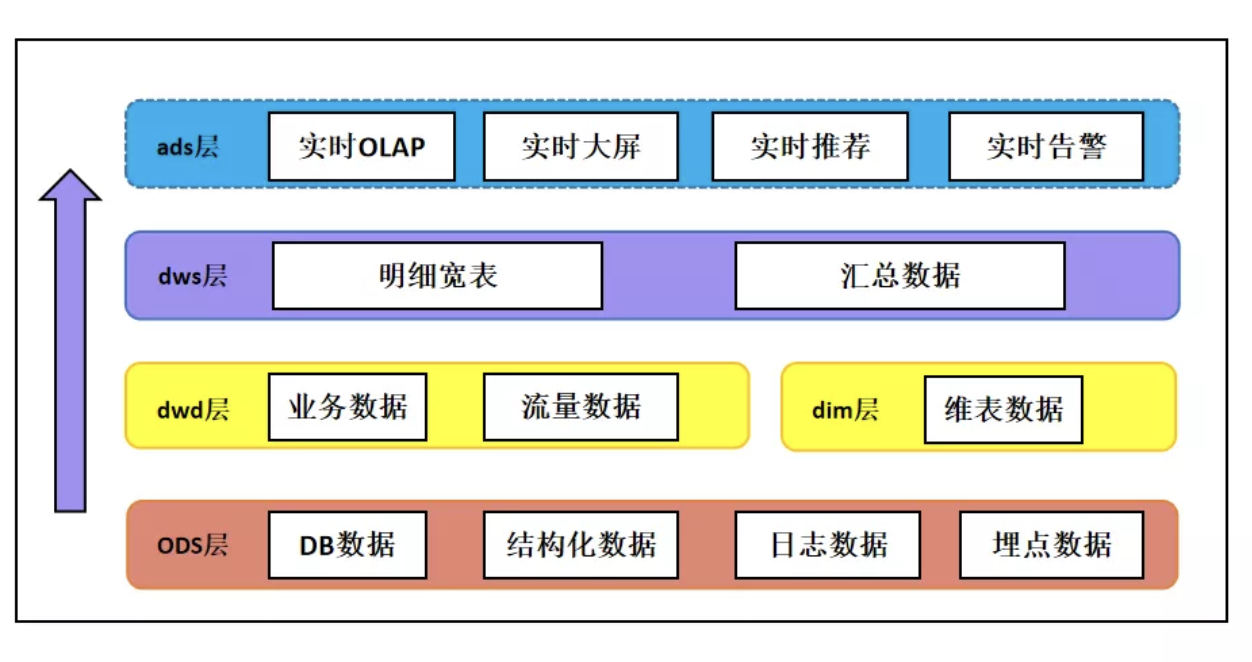 ads层
实时OLAP
实时大屏
实时推荐
实时告警
dws层
明细宽表
汇总数据
dwd层
业务数据
流量数据
dim层
维表数据
ODS层
DB数据
结构化数据
日志数据
埋点数据